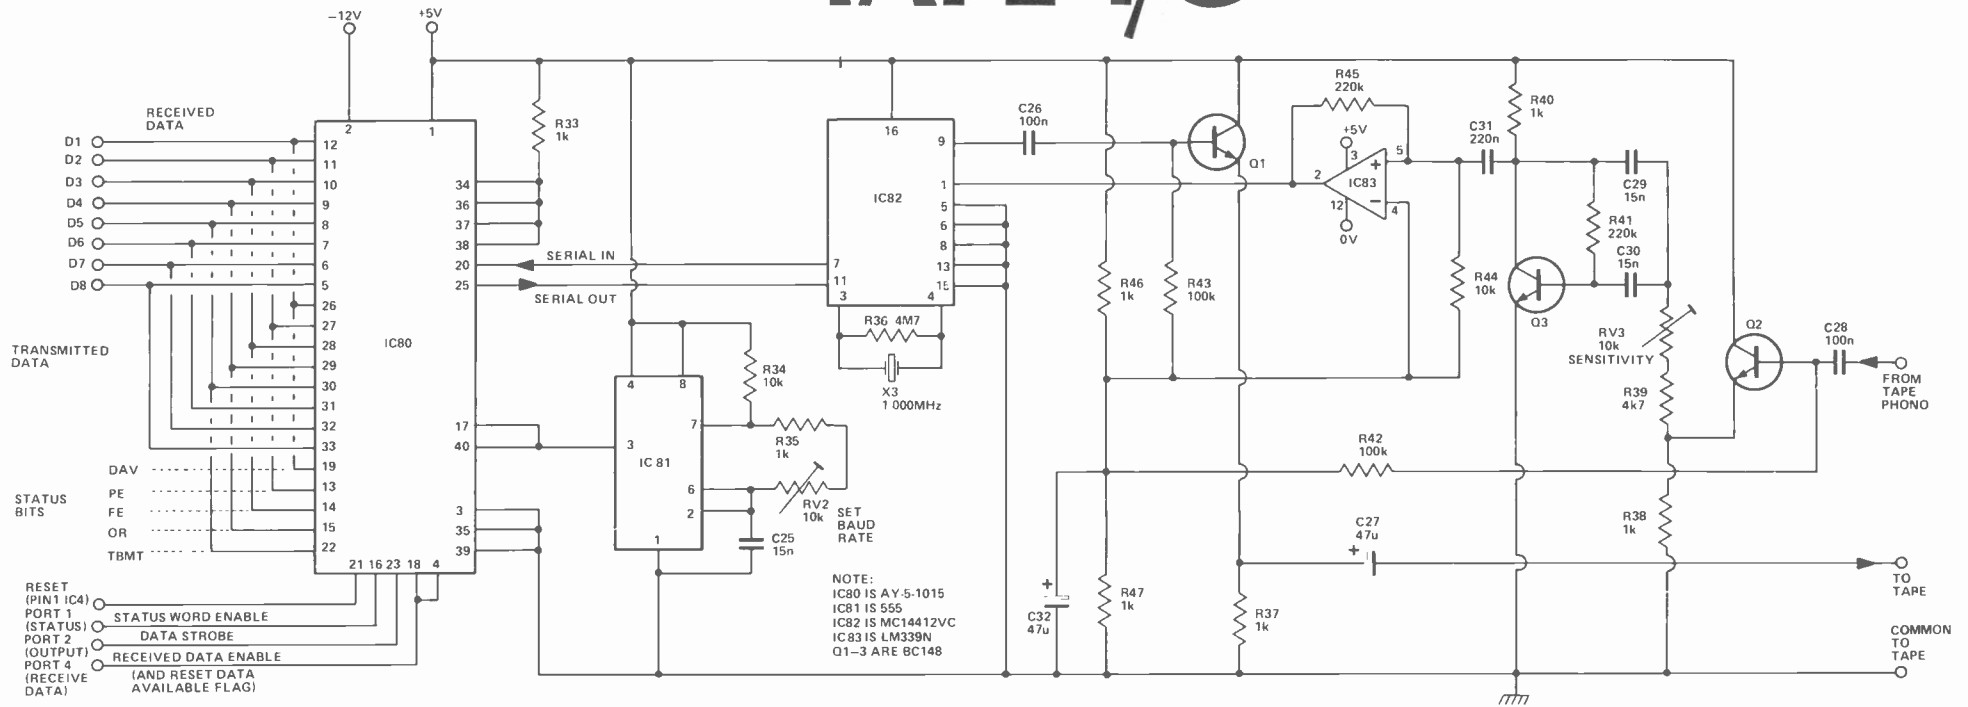 -12V
+5V
RECEIVED
DATA
D1
D2
D3
D4
D5
D6
D7
D8
TRANSMITTED
DATA
DAV
STATUS
BITS
PE
FE
OR
TBMT
RESET
(PIN1 IC4)
PORT 1
(STATUS)
PORT 2
(OUTPUT)
PORT 4
(RECEIVE
DATA)
STATUS WORD ENABLE
DATA STROBE
RECEIVED DATA ENABLE
(AND RESET DATA
AVAILABLE FLAG)
2
1
12
11
10
9
8
7
6
5
26
27
28
29
30
31
32
33
19
13
14
15
22
21 16 23 18 4
IC80
34
36
37
38
20
25
17
40
3
35
39
R33
1k
SERIAL IN
SERIAL OUT
4
8
3
7
6
2
1
IC 81
R34
10k
R35
1k
RV2
10k
SET
BAUD
RATE
C25
15n
16
9
1
5
6
8
13
15
7
11
3
4
IC82
R36 4M7
X3
1 000MHz
NOTE:
IC80 IS AY-5-1015
IC81 IS 555
IC82 IS MC14412VC
IC83 IS LM339N
Q1–3 ARE BC148
C26
100n
Q1
R46
1k
R43
100k
R45
220k
+5V
3
5
2
IC83
12
4
0V
C31
220n
R40
1k
C29
15n
R41
220k
C30
15n
R44
10k
Q3
RV3
10k
SENSITIVITY
Q2
C28
100n
FROM
TAPE
PHONO
R39
4k7
R42
100k
C27
47u
R38
1k
C32
47u
R47
1k
R37
1k
TO
TAPE
COMMON
TO
TAPE